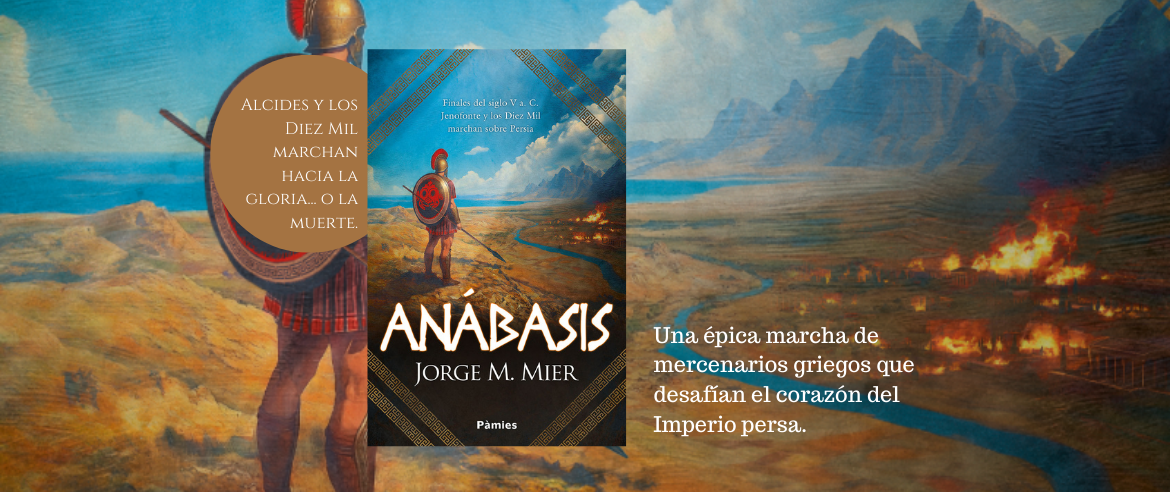 Alcides y los
Diez Mil
marchan
hacia la
gloria... o la
muerte.
Finales del siglo V a. C.
Jenofonte y los Diez Mil
marchan sobre Persia
ANÁBASIS
Jorge M. Mier
Pàmies
Una épica marcha de
mercenarios griegos que
desafían el corazón del
Imperio persa.